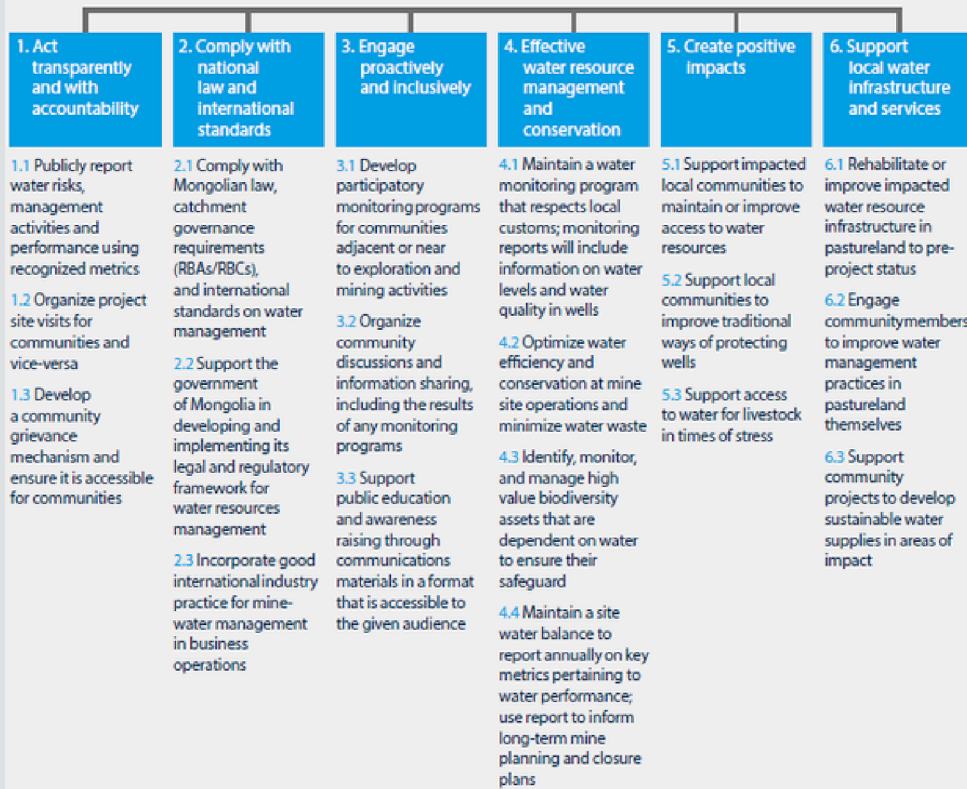 1. Act
transparently
and with
accountability
1.1 Publicly report
water risks,
management
activities and
performance using
recognized metrics
1.2 Organize project
site visits for
communities and
vice-versa
1.3 Develop
a community
grievance
mechanism and
ensure it is accessible
for communities
2. Comply with
national
law and
international
standards
2.1 Comply with
Mongolian law,
catchment
governance
requirements
(RBAs/RBCs),
and international
standards on water
management
2.2 Support the
government
of Mongolia in
developing and
implementing its
legal and regulatory
framework for
water resources
management
2.3 Incorporate good
international industry
practice for mine-
water management
in business
operations
3. Engage
proactively
and inclusively
3.1 Develop
participatory
monitoring programs
for communities
adjacent or near
to exploration and
mining activities
3.2 Organize
community
discussions and
information sharing,
including the results
of any monitoring
programs
3.3 Support
public education
and awareness
raising through
communications
materials in a format
that is accessible to
the given audience
4. Effective
water resource
management
and
conservation
4.1 Maintain a water
monitoring program
that respects local
customs; monitoring
reports will include
information on water
levels and water
quality in wells
4.2 Optimize water
efficiency and
conservation at mine
site operations and
minimize water waste
4.3 Identify, monitor,
and manage high
value biodiversity
assets that are
dependent on water
to ensure their
safeguard
4.4 Maintain a site
water balance to
report annually on key
metrics pertaining to
water performance;
use report to inform
long-term mine
planning and closure
plans
5. Create positive
impacts
5.1 Support impacted
local communities to
maintain or improve
access to water
resources
5.2 Support local
communities to
improve traditional
ways of protecting
wells
5.3 Support access
to water for livestock
in times of stress
6. Support
local water
infrastructure
and services
6.1 Rehabilitate or
improve impacted
water resource
infrastructure in
pastureland to pre-
project status
6.2 Engage
community members
to improve water
management
practices in
pastureland
themselves
6.3 Support
community
projects to develop
sustainable water
supplies in areas of
impact